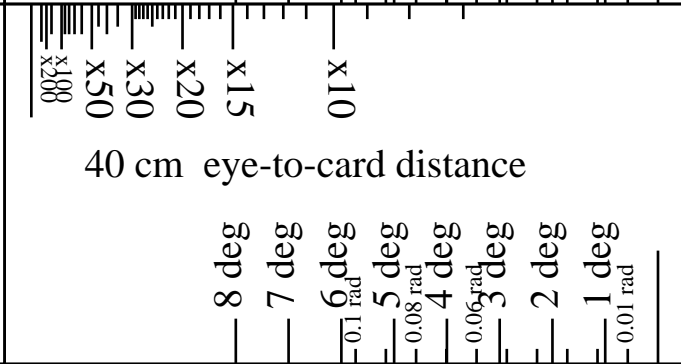 x200 x100 x50 x30 x20 x15 x10
40 cm eye-to-card distance
8 deg 7 deg 6 deg 5 deg 4 deg 3 deg 2 deg 1 deg
0.1 rad 0.08 rad 0.06 rad 0.01 rad